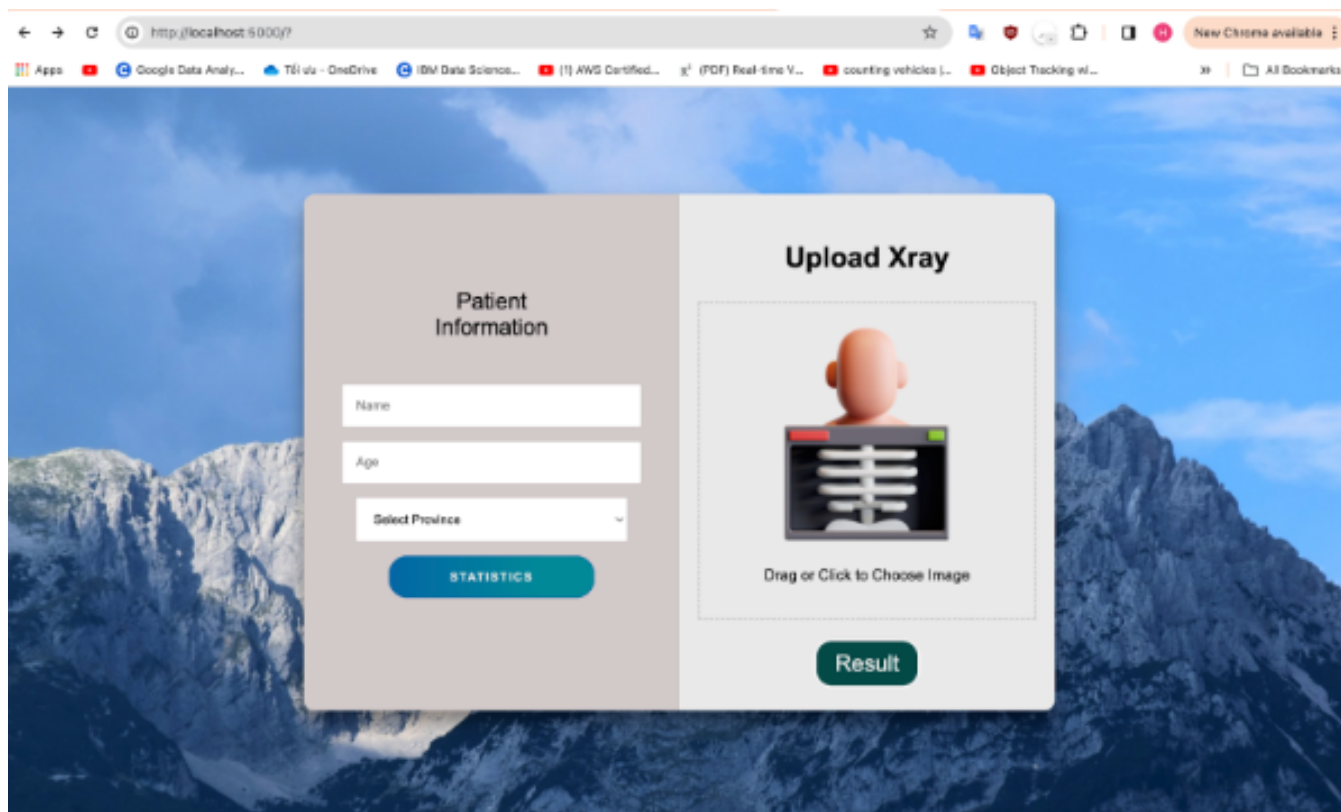 http://localhost:5000/?
New Chrome available
Apps
Google Data Analy...
Tối ưu - OneDrive
IBM Data Science...
(1) AWS Certified...
(PDF) Real-time V...
counting vehicles |...
Object Tracking wi...
All Bookmarks
Upload Xray
Patient
Information
Name
Age
Select Province
STATISTICS
Drag or Click to Choose Image
Result